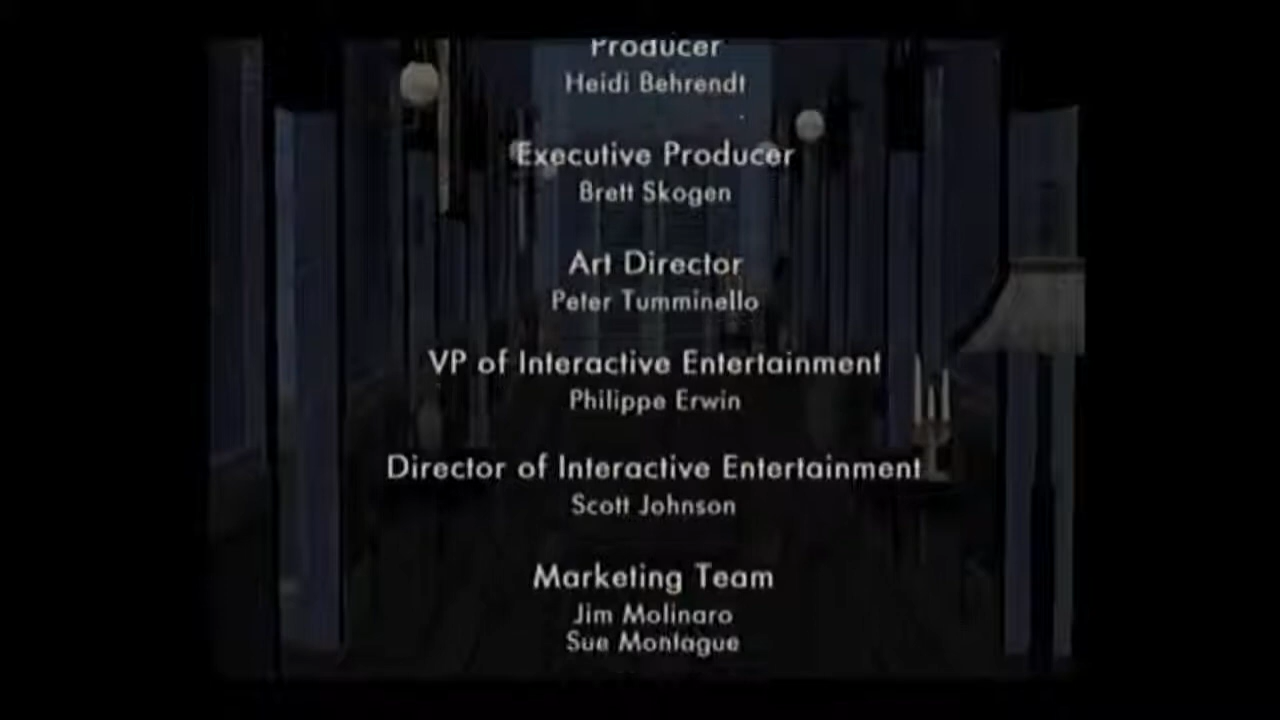 Producer
Heidi Behrendt
Executive Producer
Brett Skogen
Art Director
Peter Tumminello
VP of Interactive Entertainment
Philippe Erwin
Director of Interactive Entertainment
Scott Johnson
Marketing Team
Jim Molinaro
Sue Montague